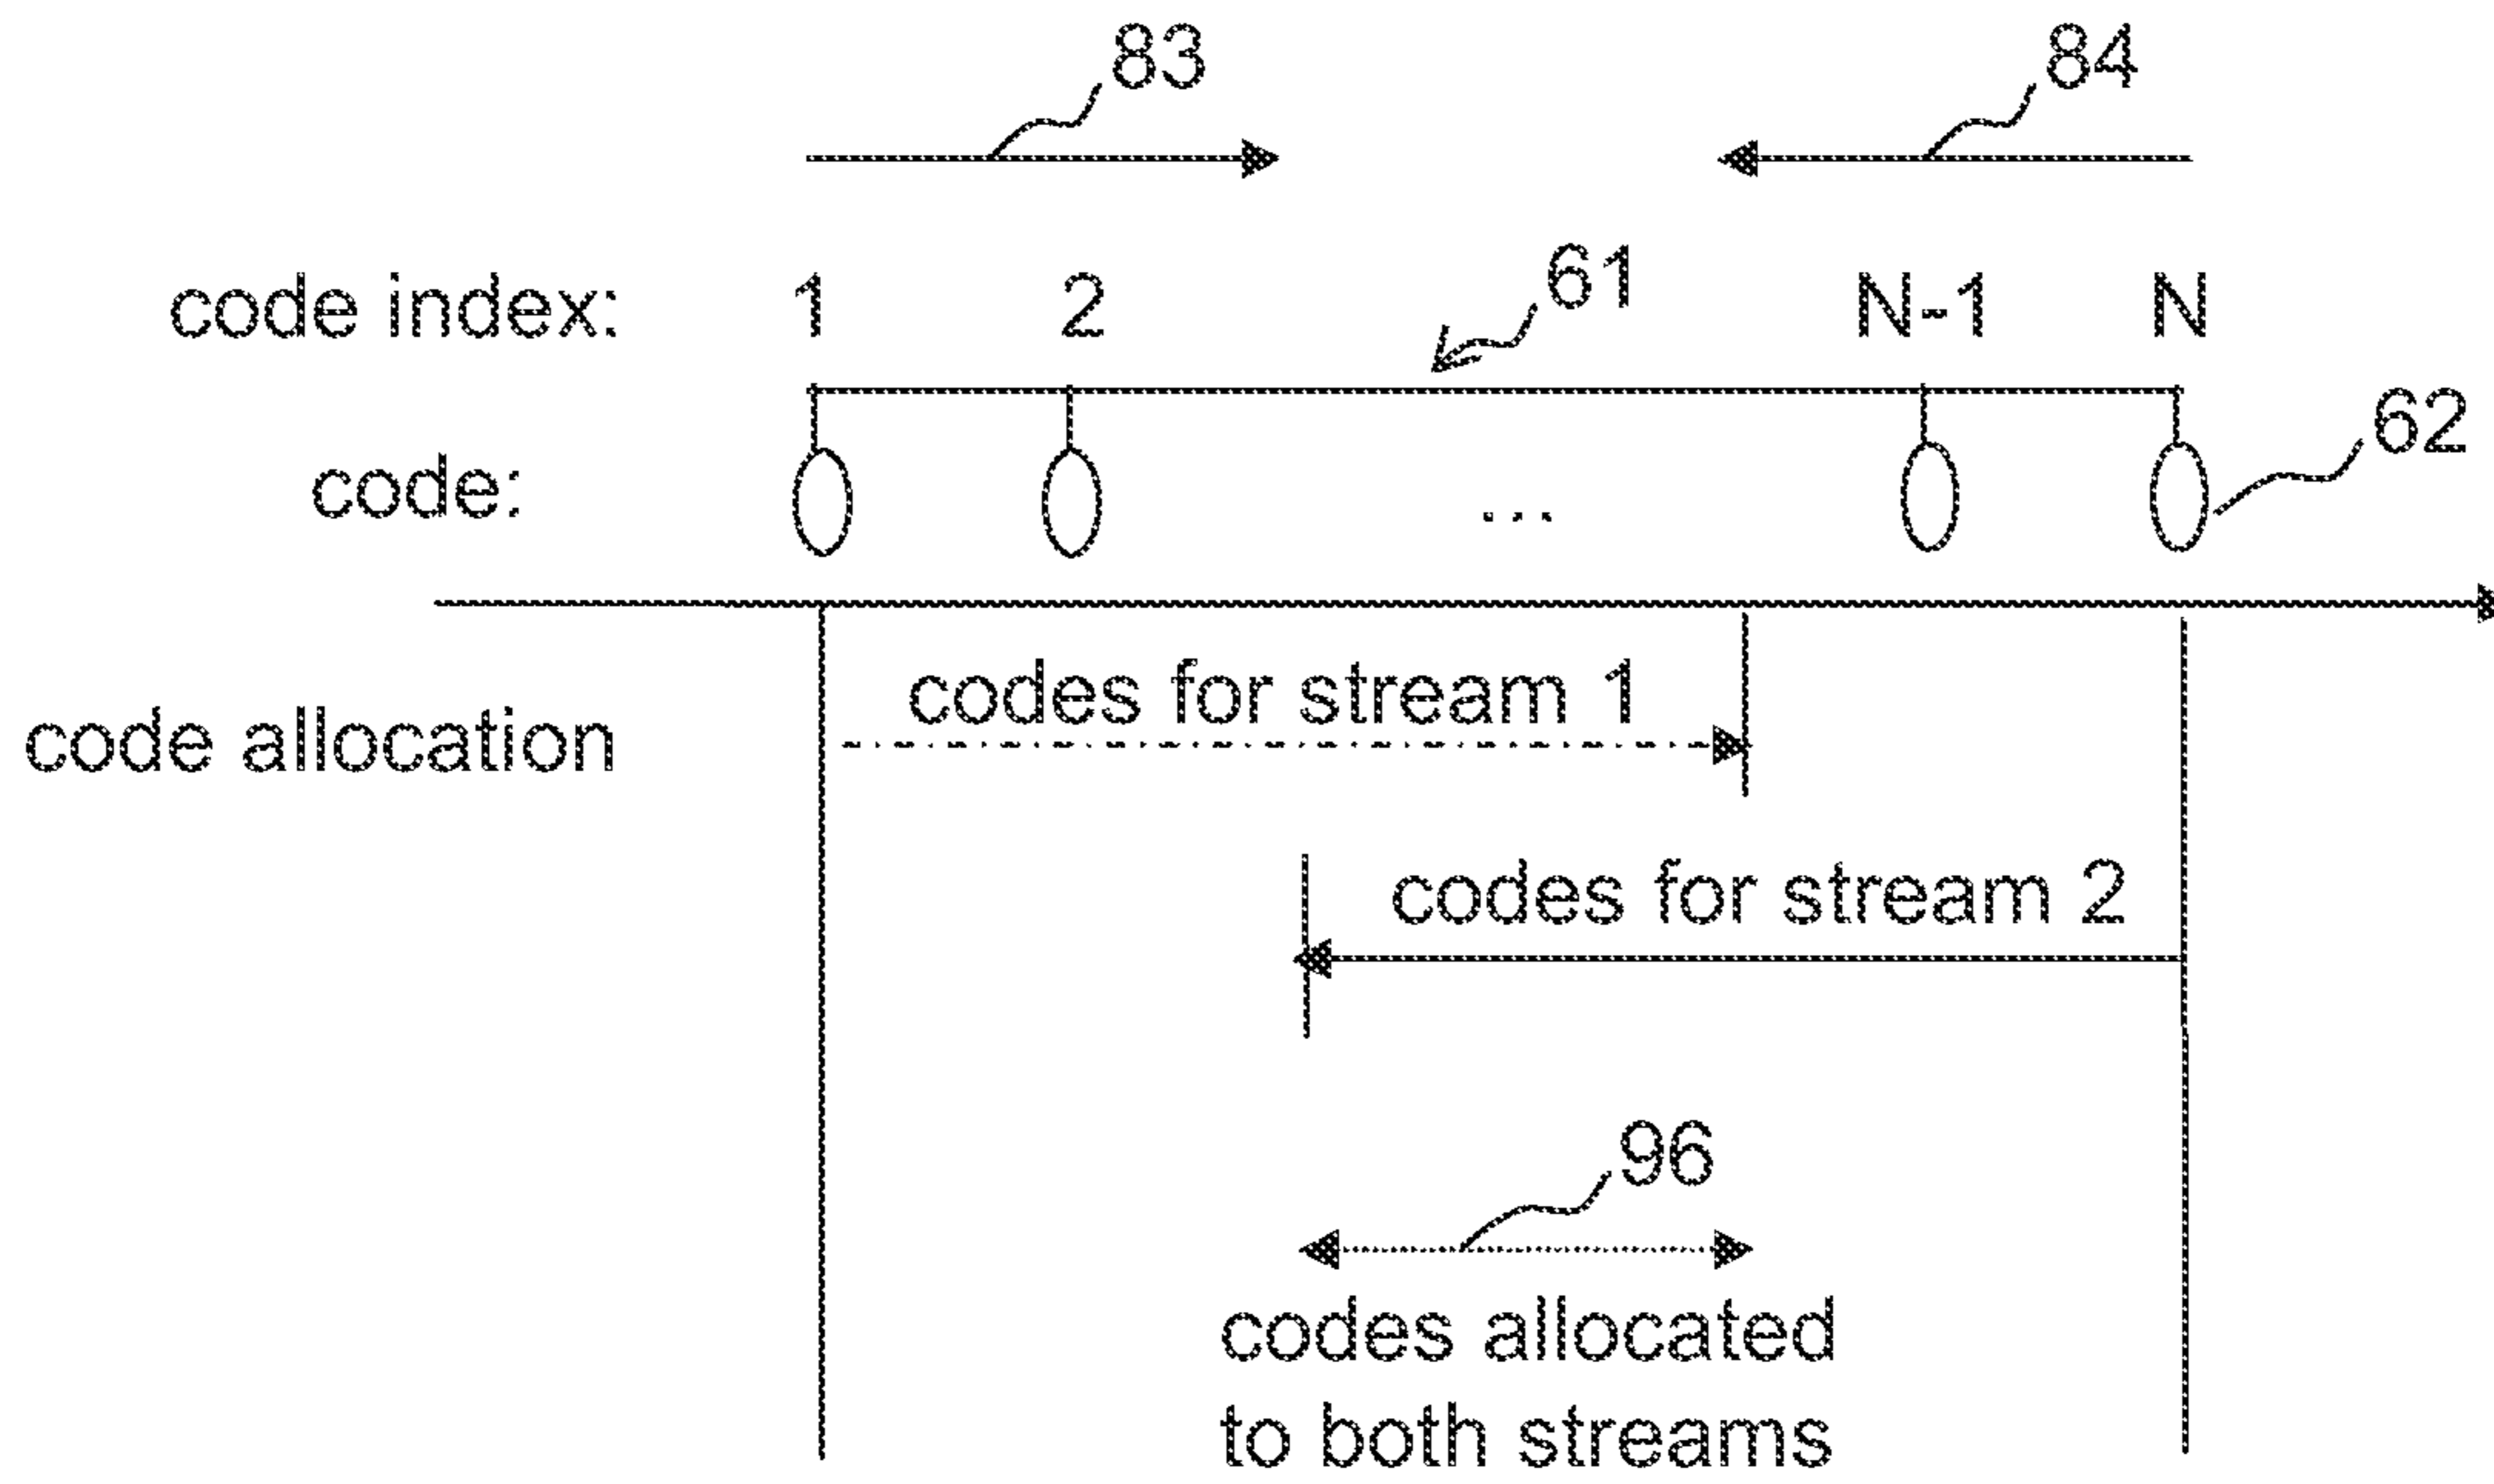 83
84
61
code index: 1 2 N-1 N
62
code: ...
codes for stream 1
code allocation
codes for stream 2
96
codes allocated
to both streams